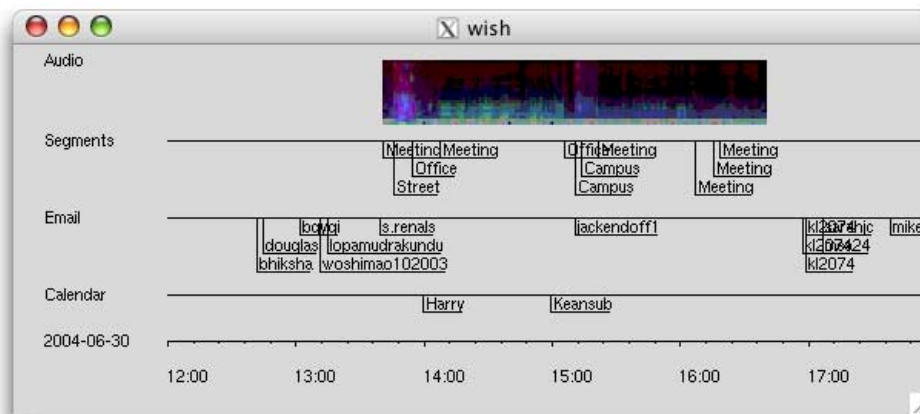 wish
Audio
Segments
Meeting Meeting Office Meeting Meeting
Office Campus Meeting
Street Campus Meeting
Email
s.renals jackendoff1 kl2074 mike
douglas lopamudrakundu
bhiksha woshimao102003 kl2074
Calendar
Harry Keansub
2004-06-30
12:00 13:00 14:00 15:00 16:00 17:00